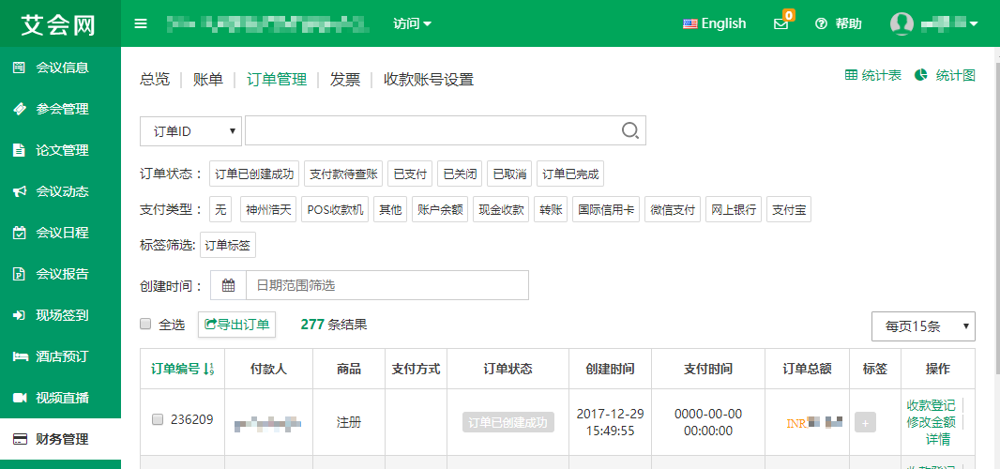 艾会网
访问
English
0
帮助
会议信息
参会管理
论文管理
会议动态
会议日程
会议报告
现场签到
酒店预订
视频直播
财务管理
总览 | 账单 | 订单管理 | 发票 | 收款账号设置
统计表 统计图
订单ID
订单状态： 订单已创建成功 支付款待查账 已支付 已关闭 已取消 订单已完成
支付类型： 无 神州浩天 POS收款机 其他 账户余额 现金收款 转账 国际信用卡 微信支付 网上银行 支付宝
标签筛选: 订单标签
创建时间： 日期范围筛选
全选 导出订单 277 条结果
每页15条
订单编号 付款人 商品 支付方式 订单状态 创建时间 支付时间 订单总额 标签 操作
236209 注册 订单已创建成功 2017-12-29 15:49:55 0000-00-00 00:00:00 INR + 收款登记 | 修改金额 | 详情